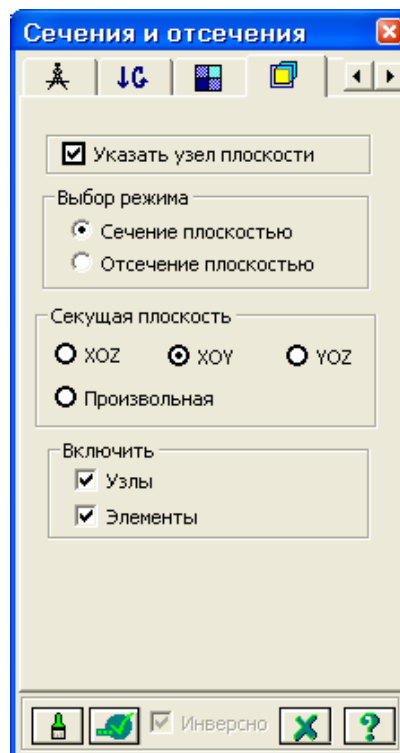 Сечения и отсечения
Указать узел плоскости
Выбор режима
Сечение плоскостью
Отсечение плоскостью
Секущая плоскость
XOZ XOY YOZ
Произвольная
Включить
Узлы
Элементы
Инверсно